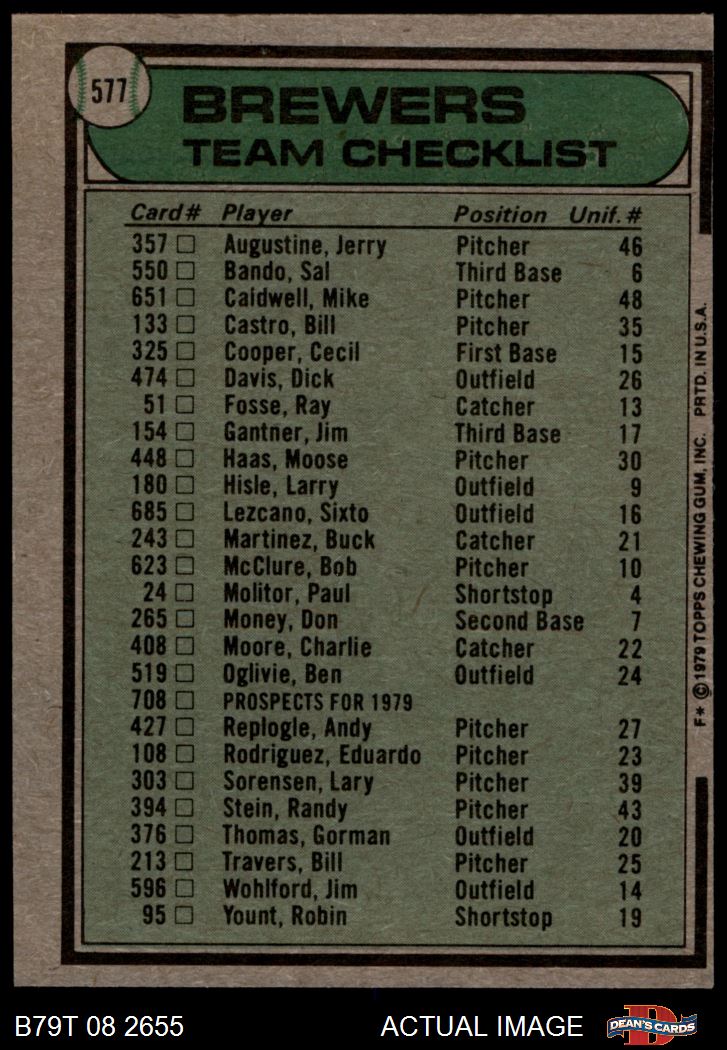 577
BREWERS
TEAM CHECKLIST
Card# Player Position Unif. #
357 Augustine, Jerry Pitcher 46
550 Bando, Sal Third Base 6
651 Caldwell, Mike Pitcher 48
133 Castro, Bill Pitcher 35
325 Cooper, Cecil First Base 15
474 Davis, Dick Outfield 26
51 Fosse, Ray Catcher 13
154 Gantner, Jim Third Base 17
448 Haas, Moose Pitcher 30
180 Hisle, Larry Outfield 9
685 Lezcano, Sixto Outfield 16
243 Martinez, Buck Catcher 21
623 McClure, Bob Pitcher 10
24 Molitor, Paul Shortstop 4
265 Money, Don Second Base 7
408 Moore, Charlie Catcher 22
519 Oglivie, Ben Outfield 24
708 PROSPECTS FOR 1979
427 Replogle, Andy Pitcher 27
108 Rodriguez, Eduardo Pitcher 23
303 Sorensen, Lary Pitcher 39
394 Stein, Randy Pitcher 43
376 Thomas, Gorman Outfield 20
213 Travers, Bill Pitcher 25
596 Wohlford, Jim Outfield 14
95 Yount, Robin Shortstop 19
F* © 1979 TOPPS CHEWING GUM, INC. PRTD. IN U.S.A.
B79T 08 2655 ACTUAL IMAGE
D
DEAN'S CARDS